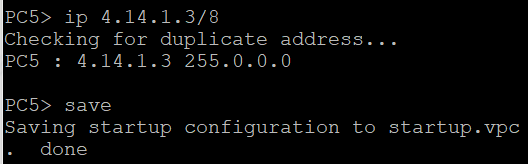 PC5> ip 4.14.1.3/8
Checking for duplicate address...
PC5 : 4.14.1.3 255.0.0.0
PC5> save
Saving startup configuration to startup.vpc
.  done